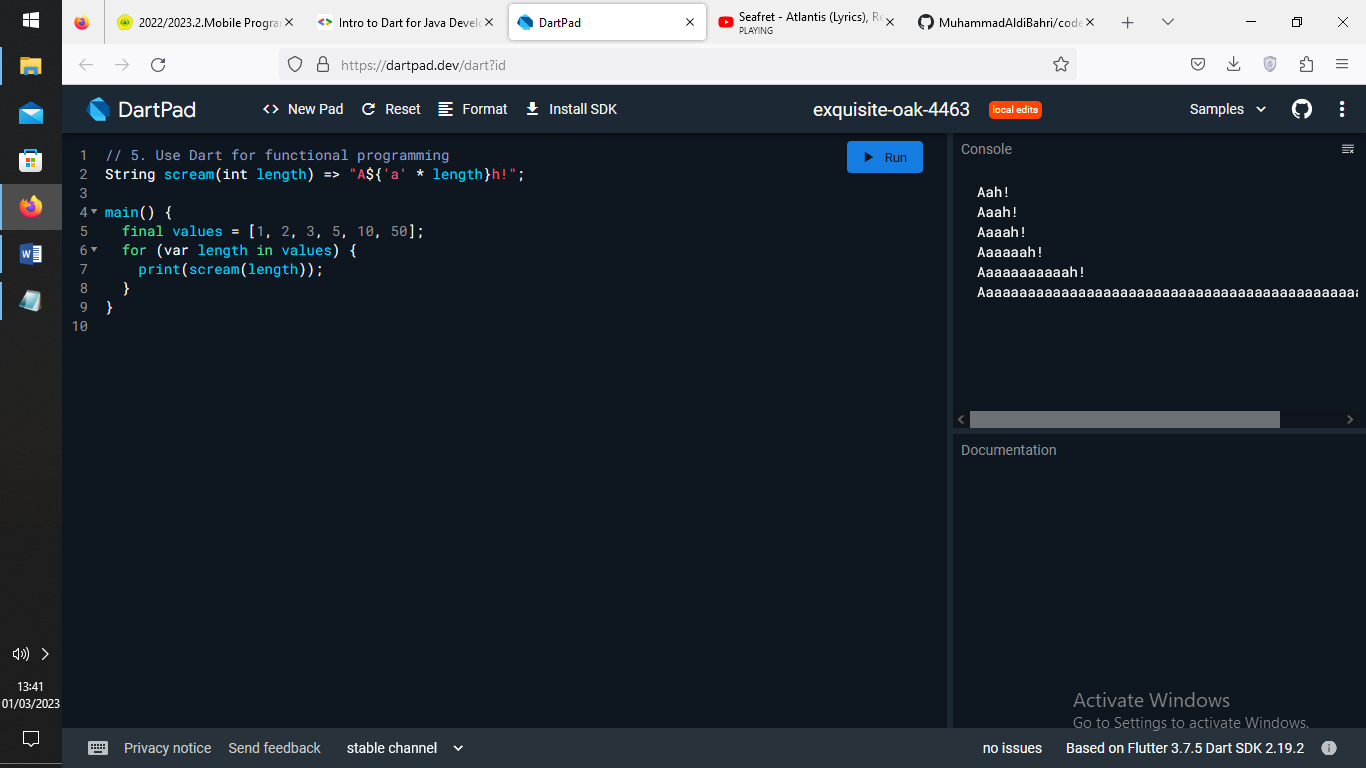 2022/2023.2.Mobile Progra
Intro to Dart for Java Develo
DartPad
Seafret - Atlantis (Lyrics), Re
PLAYING
MuhammadAldiBahri/code
https://dartpad.dev/dart?id
DartPad
<> New Pad
Reset
Format
Install SDK
exquisite-oak-4463
local edits
Samples
1 // 5. Use Dart for functional programming
2 String scream(int length) => "A${'a' * length}h!";
3
4 main() {
5 final values = [1, 2, 3, 5, 10, 50];
6 for (var length in values) {
7 print(scream(length));
8 }
9 }
10
Run
Console
Aah!
Aaah!
Aaaah!
Aaaaaah!
Aaaaaaaaaaah!
Documentation
13:41
01/03/2023
Activate Windows
Go to Settings to activate Windows.
Privacy notice
Send feedback
stable channel
no issues
Based on Flutter 3.7.5 Dart SDK 2.19.2